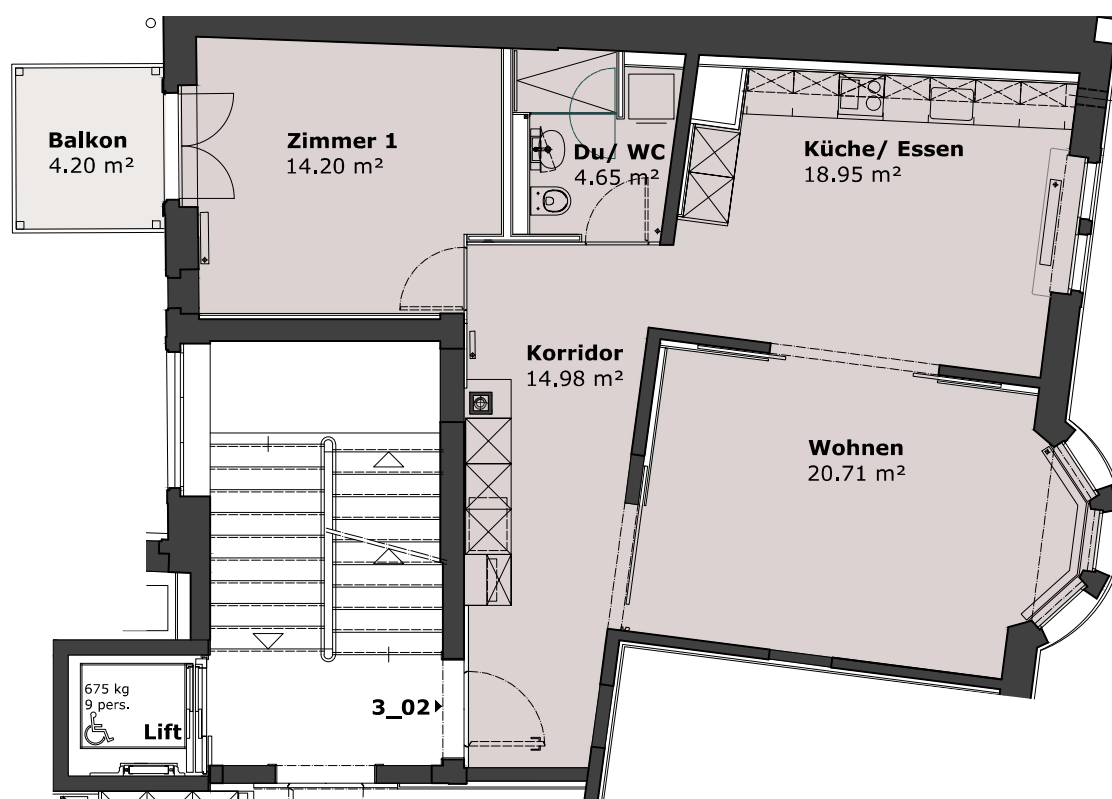 Balkon
4.20 m²
Zimmer 1
14.20 m²
Du/ WC
4.65 m²
Küche/ Essen
18.95 m²
Korridor
14.98 m²
Wohnen
20.71 m²
3_02
675 kg
9 pers.
Lift